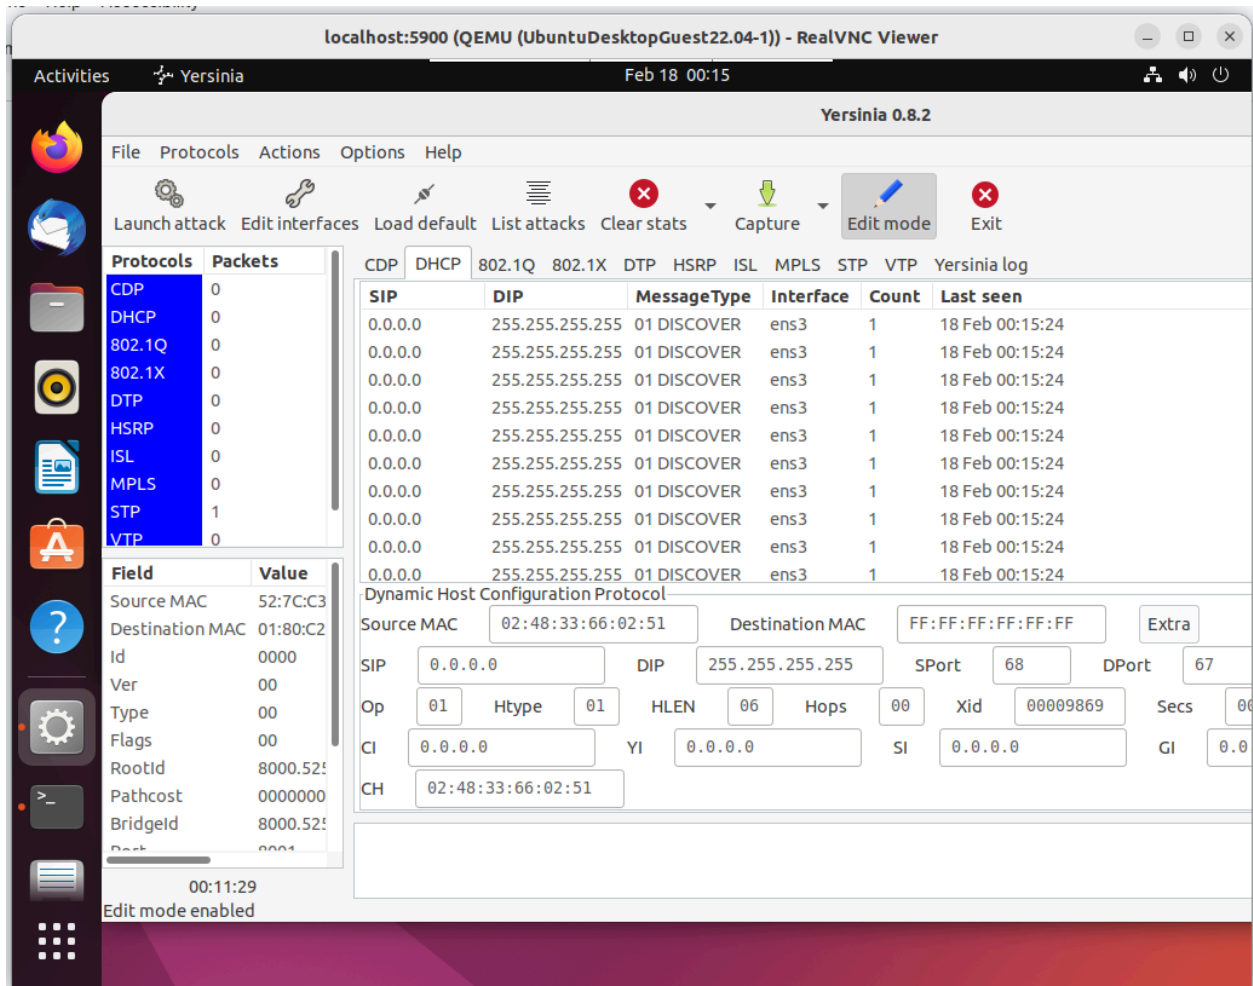 localhost:5900 (QEMU (UbuntuDesktopGuest22.04-1)) - RealVNC Viewer
Activities Yersinia Feb 18 00:15
Yersinia 0.8.2
File Protocols Actions Options Help
Launch attack Edit interfaces Load default List attacks Clear stats Capture Edit mode Exit
Protocols Packets
CDP 0
DHCP 0
802.1Q 0
802.1X 0
DTP 0
HSRP 0
ISL 0
MPLS 0
STP 1
VTP 0
Field Value
Source MAC 52:7C:C3
Destination MAC 01:80:C2
Id 0000
Ver 00
Type 00
Flags 00
RootId 8000.525
Pathcost 0000000
BridgeId 8000.525
00:11:29
Edit mode enabled
CDP DHCP 802.1Q 802.1X DTP HSRP ISL MPLS STP VTP Yersinia log
SIP DIP MessageType Interface Count Last seen
0.0.0.0 255.255.255.255 01 DISCOVER ens3 1 18 Feb 00:15:24
0.0.0.0 255.255.255.255 01 DISCOVER ens3 1 18 Feb 00:15:24
0.0.0.0 255.255.255.255 01 DISCOVER ens3 1 18 Feb 00:15:24
0.0.0.0 255.255.255.255 01 DISCOVER ens3 1 18 Feb 00:15:24
0.0.0.0 255.255.255.255 01 DISCOVER ens3 1 18 Feb 00:15:24
0.0.0.0 255.255.255.255 01 DISCOVER ens3 1 18 Feb 00:15:24
0.0.0.0 255.255.255.255 01 DISCOVER ens3 1 18 Feb 00:15:24
0.0.0.0 255.255.255.255 01 DISCOVER ens3 1 18 Feb 00:15:24
0.0.0.0 255.255.255.255 01 DISCOVER ens3 1 18 Feb 00:15:24
0.0.0.0 255.255.255.255 01 DISCOVER ens3 1 18 Feb 00:15:24
Dynamic Host Configuration Protocol
Source MAC 02:48:33:66:02:51 Destination MAC FF:FF:FF:FF:FF:FF Extra
SIP 0.0.0.0 DIP 255.255.255.255 SPort 68 DPort 67
Op 01 Htype 01 HLEN 06 Hops 00 Xid 00009869 Secs
CI 0.0.0.0 YI 0.0.0.0 SI 0.0.0.0 GI 0.0
CH 02:48:33:66:02:51